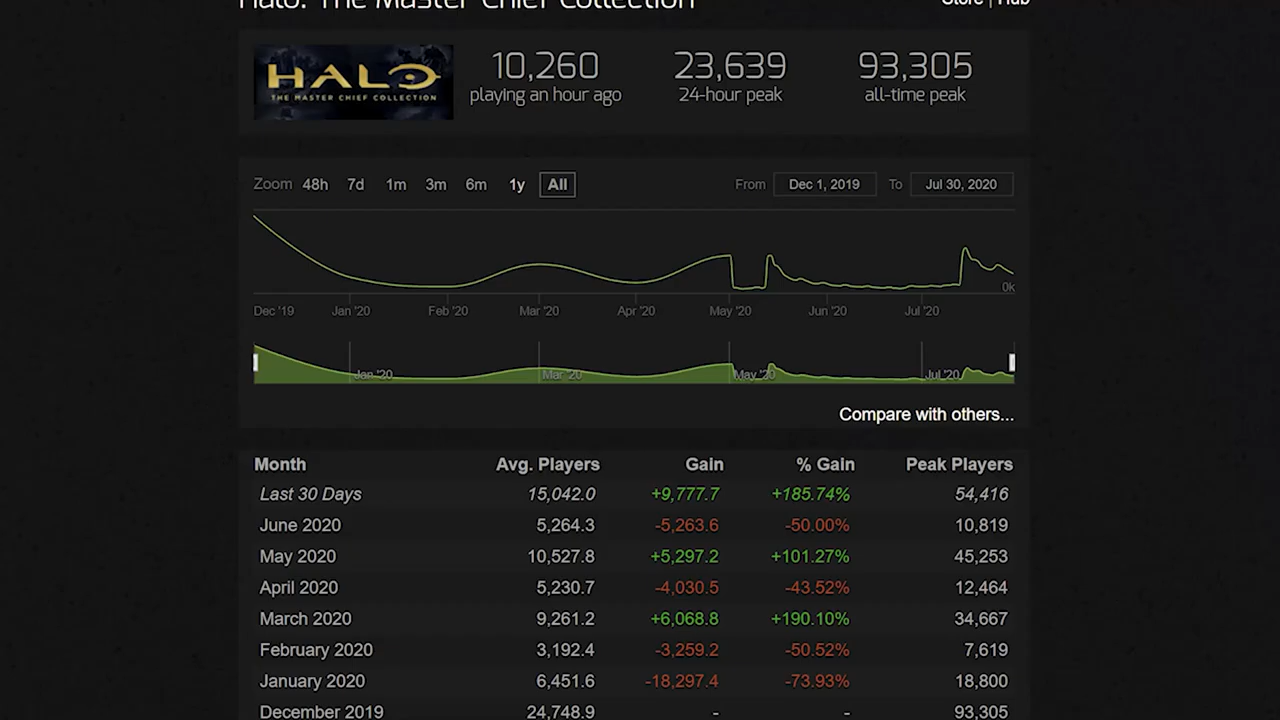 Halo: The Master Chief Collection
Store | Hub
HALO
THE MASTER CHIEF COLLECTION
10,260
playing an hour ago
23,639
24-hour peak
93,305
all-time peak
Zoom 48h 7d 1m 3m 6m 1y All From Dec 1, 2019 To Jul 30, 2020
0k
Dec '19 Jan '20 Feb '20 Mar '20 Apr '20 May '20 Jun '20 Jul '20
Jan '20 Mar '20 May '20 Jul '20
Compare with others...
Month Avg. Players Gain % Gain Peak Players
Last 30 Days 15,042.0 +9,777.7 +185.74% 54,416
June 2020 5,264.3 -5,263.6 -50.00% 10,819
May 2020 10,527.8 +5,297.2 +101.27% 45,253
April 2020 5,230.7 -4,030.5 -43.52% 12,464
March 2020 9,261.2 +6,068.8 +190.10% 34,667
February 2020 3,192.4 -3,259.2 -50.52% 7,619
January 2020 6,451.6 -18,297.4 -73.93% 18,800
December 2019 24,748.9 - - 93,305